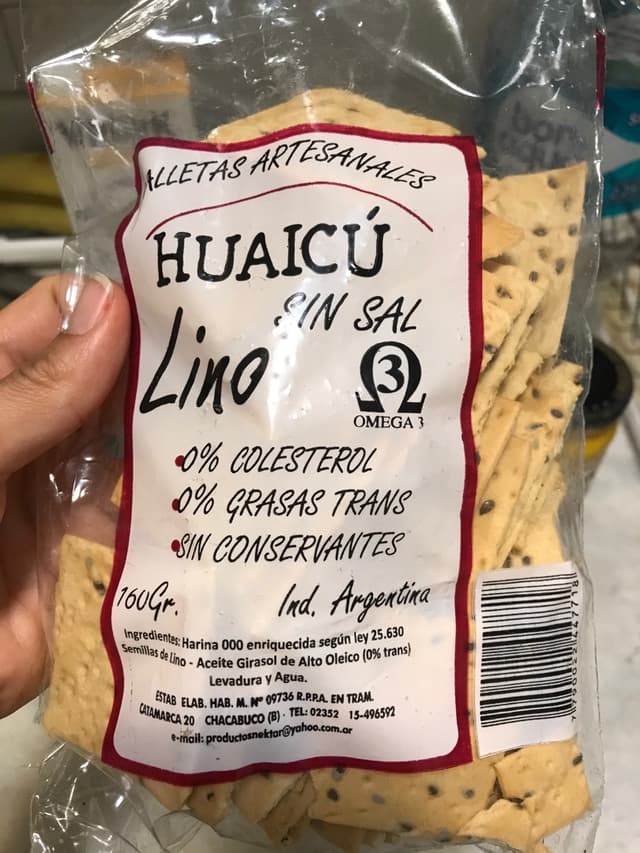 ALLETAS ARTESANALES
HUAICÚ
SIN SAL
Lino
3
OMEGA 3
0% COLESTEROL
0% GRASAS TRANS
SIN CONSERVANTES
160Gr.
Ind. Argentina
Ingredientes: Harina 000 enriquecida según ley 25.630
Semillas de Lino - Aceite Girasol de Alto Oleico (0% trans)
Levadura y Agua.
ESTAB ELAB. HAB. M. Nº 09736 R.P.P.A. EN TRAM.
CATAMARCA 20 CHACABUCO (B) - TEL: 02352 15-496592
e-mail: productosnektar@yahoo.com.ar